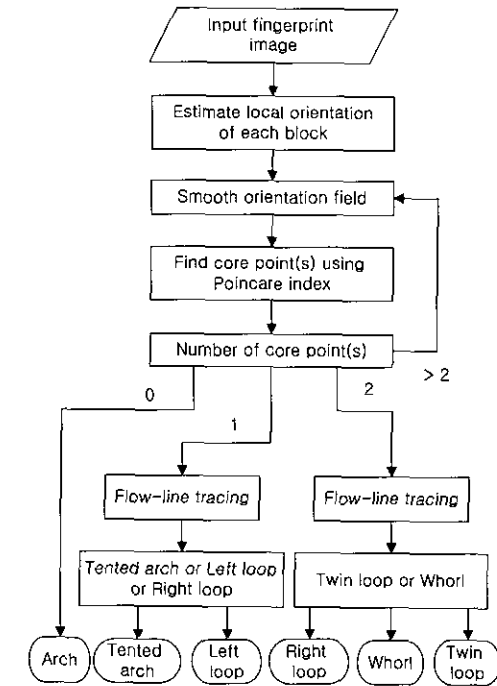 Input fingerprint
image
Estimate local orientation
of each block
Smooth orientation field
Find core point(s) using
Poincare index
Number of core point(s)
> 2
0
1
2
Flow-line tracing
Flow-line tracing
Tented arch or Left loop
or Right loop
Twin loop or Whorl
Arch
Tented
arch
Left
loop
Right
loop
Whorl
Twin
loop